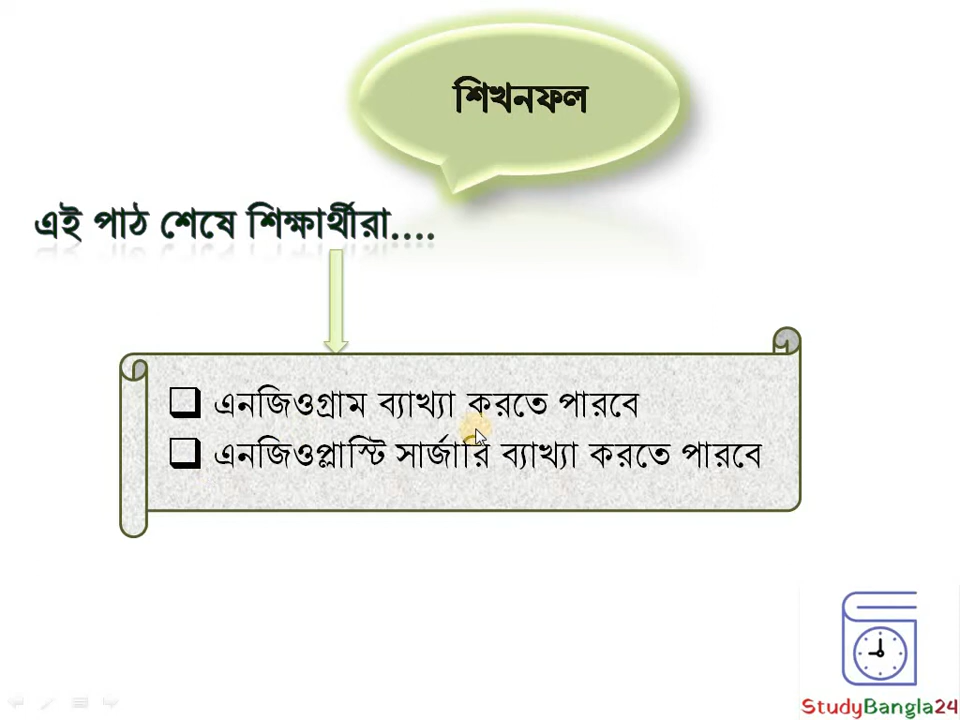 শিখনফল
এই পাঠ শেষে শিক্ষার্থীরা....
এনজিওগ্রাম ব্যাখ্যা করতে পারবে
এনজিওপ্লাস্টি সার্জারি ব্যাখ্যা করতে পারবে
StudyBangla24